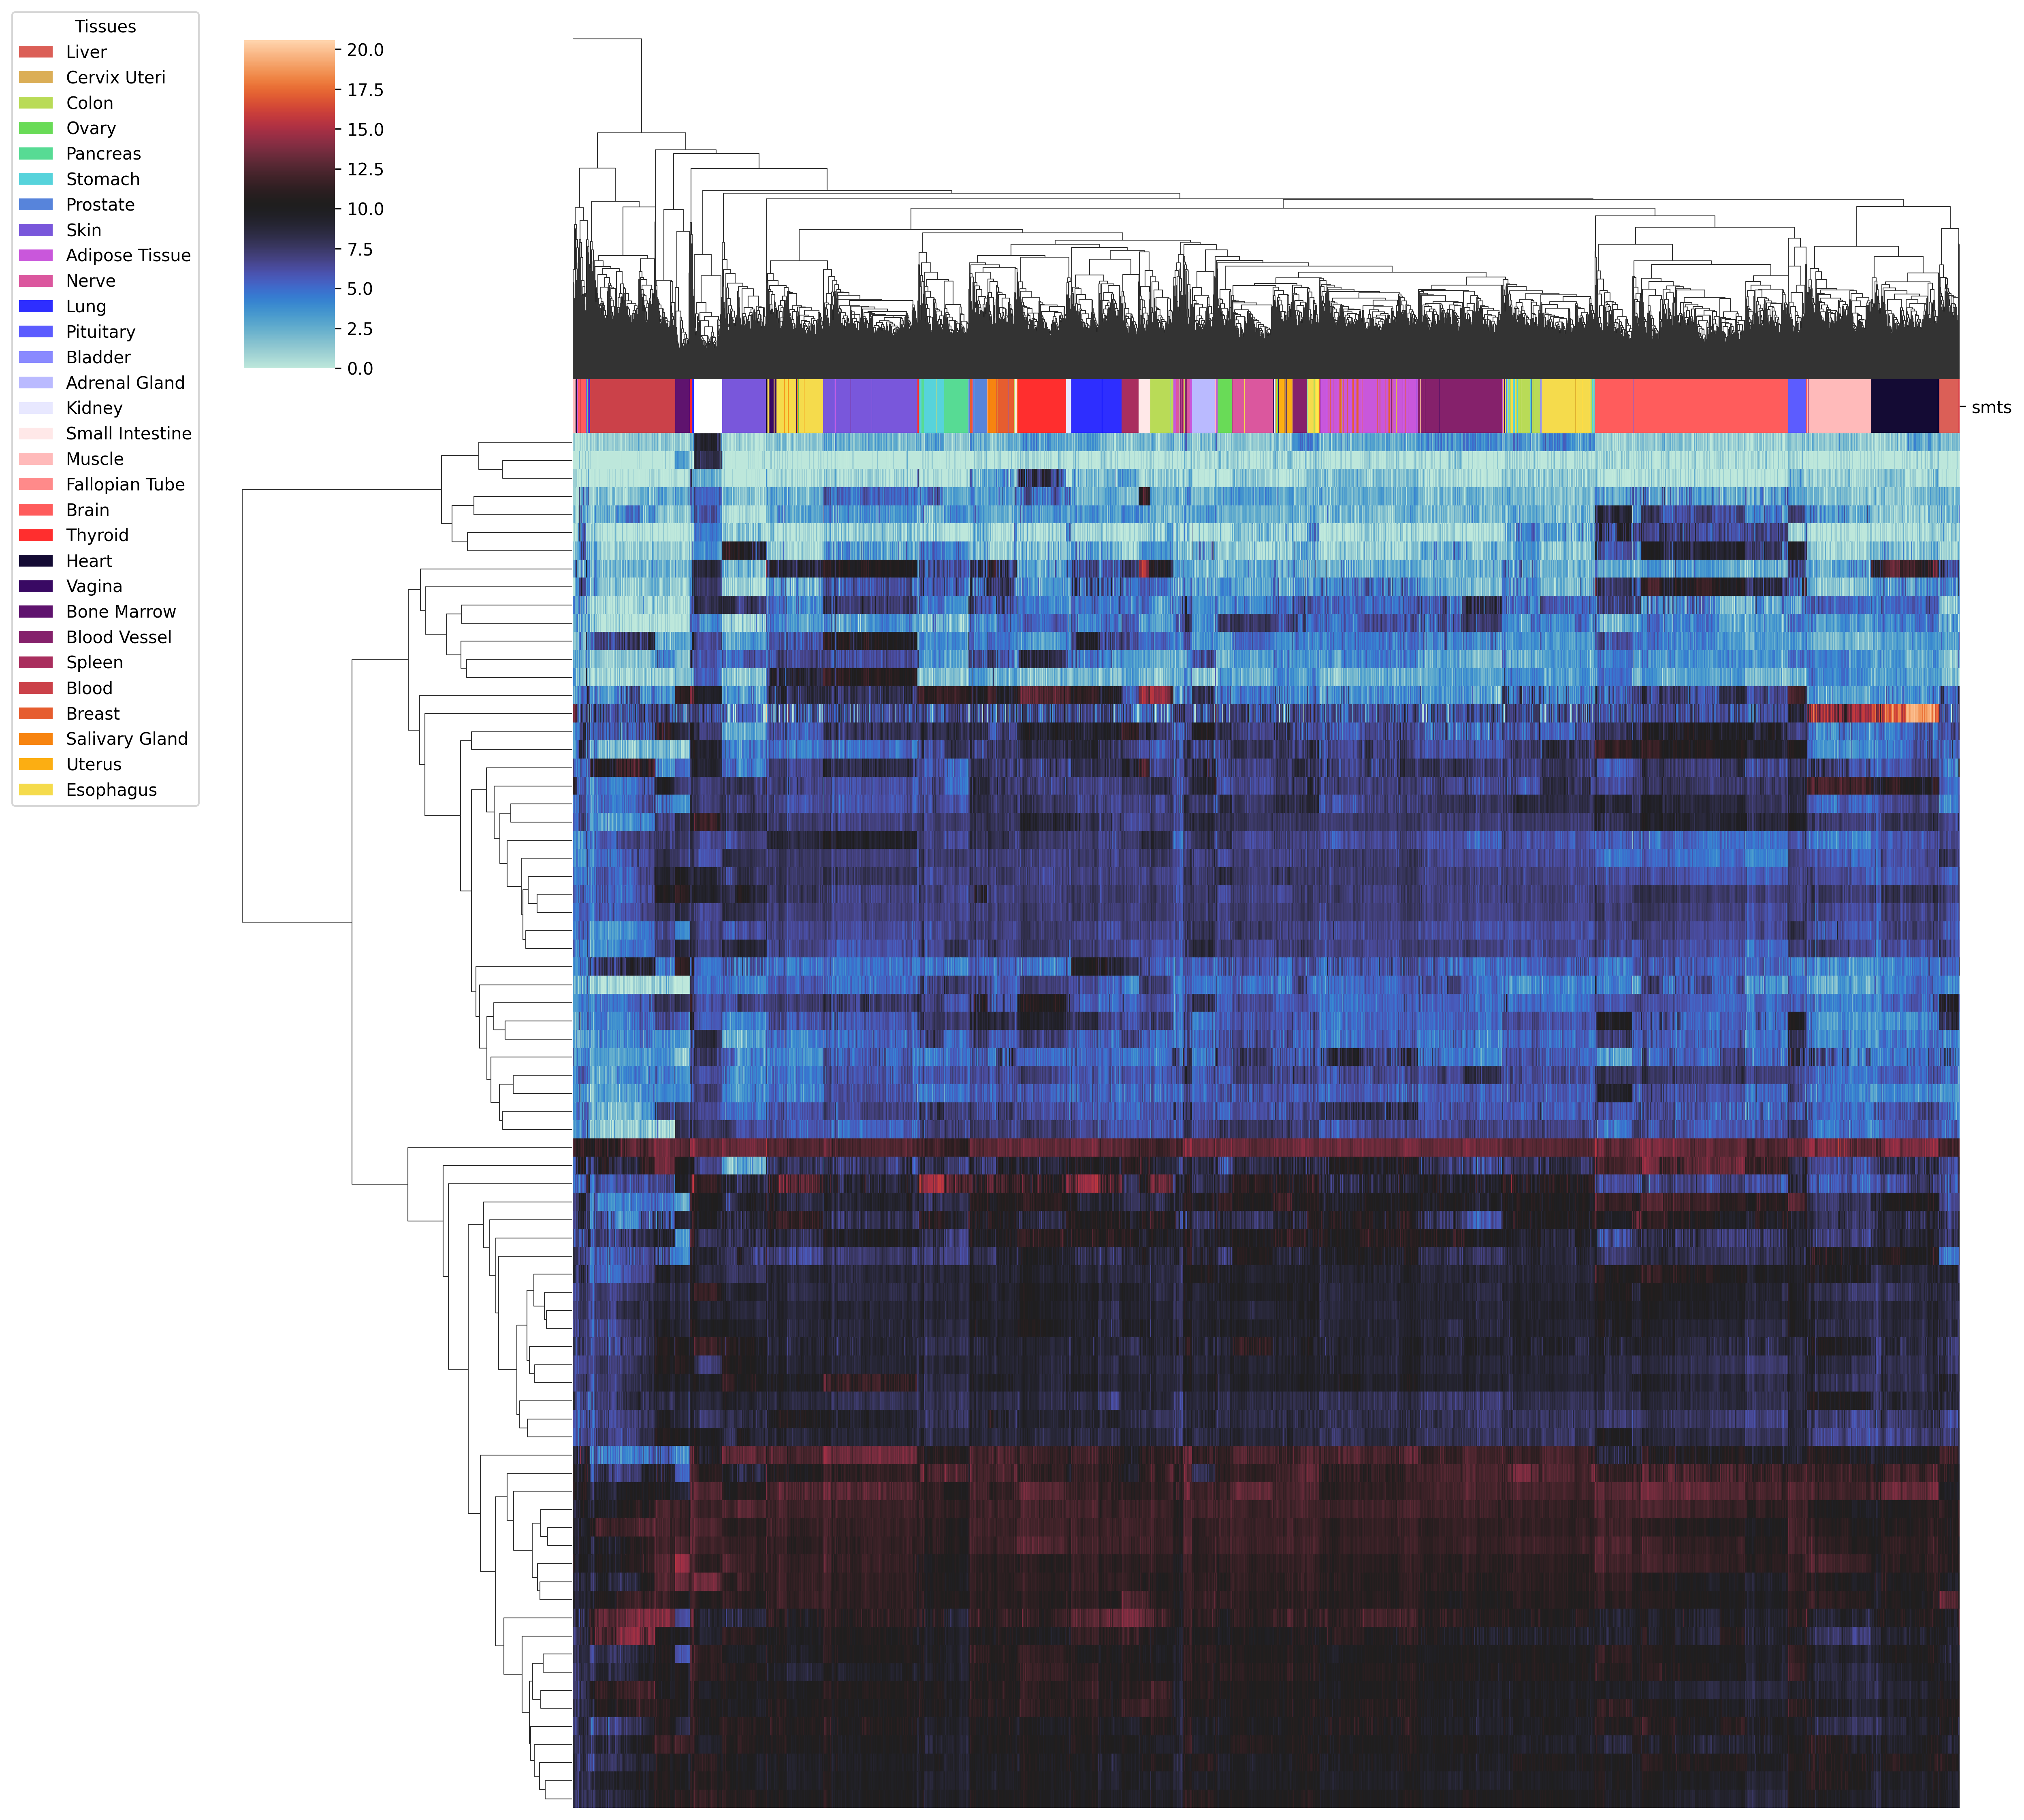 Tissues
Liver
Cervix Uteri
Colon
Ovary
Pancreas
Stomach
Prostate
Skin
Adipose Tissue
Nerve
Lung
Pituitary
Bladder
Adrenal Gland
Kidney
Small Intestine
Muscle
Fallopian Tube
Brain
Thyroid
Heart
Vagina
Bone Marrow
Blood Vessel
Spleen
Blood
Breast
Salivary Gland
Uterus
Esophagus
20.0
17.5
15.0
12.5
10.0
7.5
5.0
2.5
0.0
smts